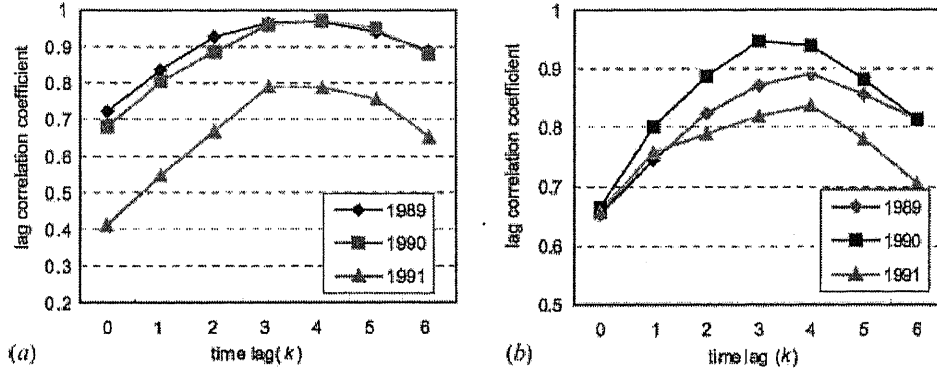 1
0.9
0.8
0.7
0.6
0.5
0.4
0.3
0.2
lag correlation coefficient
1989
1990
1991
0 1 2 3 4 5 6
time lag(k)
(a)
1
0.9
0.8
0.7
0.6
0.5
lag correlation coefficient
1989
1990
1991
0 1 2 3 4 5 6
time lag (k)
(b)